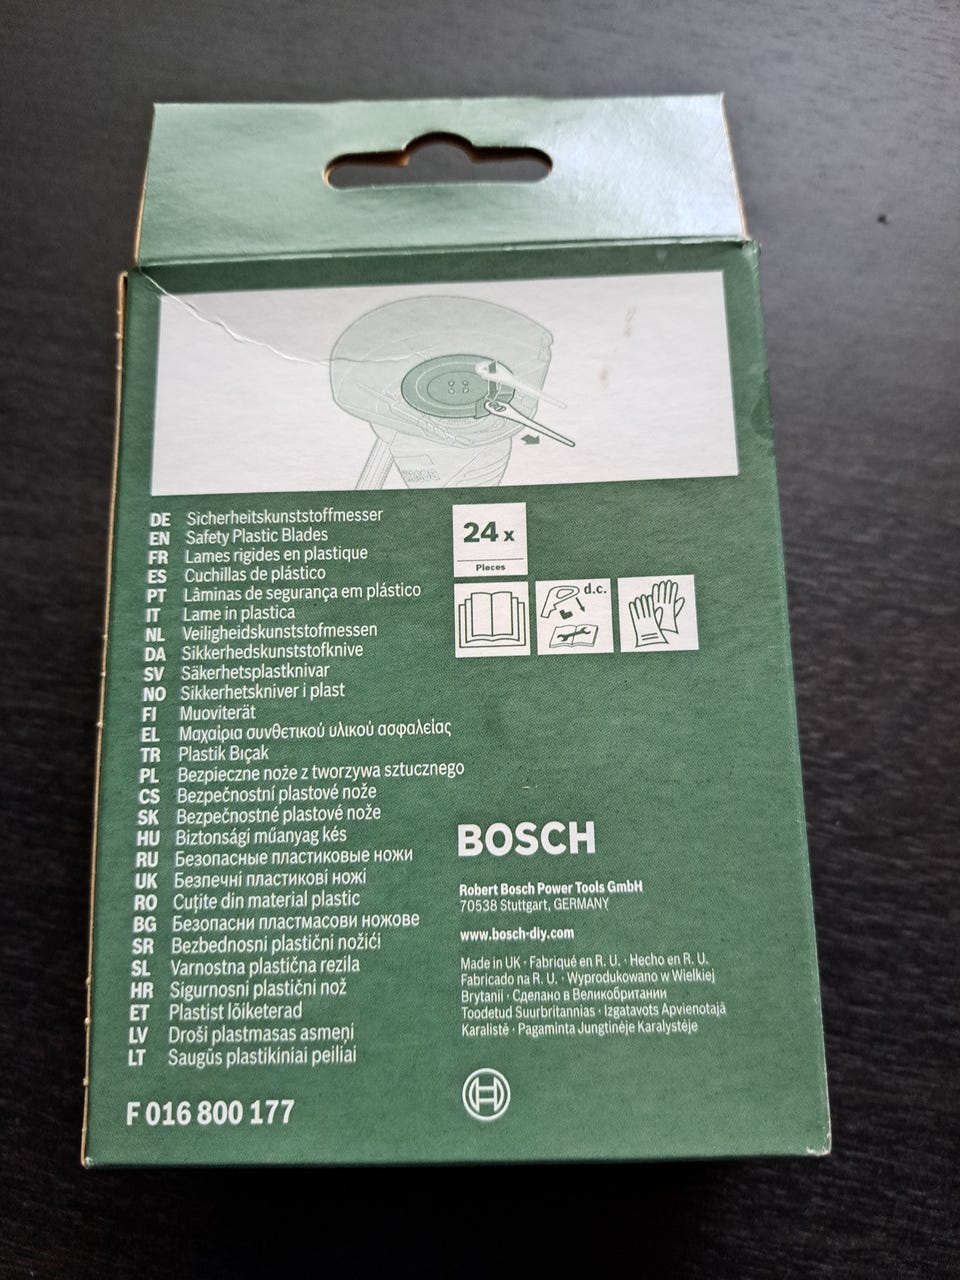 DE Sicherheitskunststoffmesser
EN Safety Plastic Blades
FR Lames rigides en plastique
ES Cuchillas de plástico
PT Lâminas de segurança em plástico
IT Lame in plastica
NL Veiligheidskunststofmessen
DA Sikkerhedskunststofknive
SV Säkerhetsplastknivar
NO Sikkerhetskniver i plast
FI Muoviterät
EL Μαχαίρια συνθετικού υλικού ασφαλείας
TR Plastik Bıçak
PL Bezpieczne noże z tworzywa sztucznego
CS Bezpečnostní plastové nože
SK Bezpečnostné plastové nože
HU Biztonsági műanyag kés
RU Безопасные пластиковые ножи
UK Безпечні пластикові ножі
RO Cuţite din material plastic
BG Безопасни пластмасови ножове
SR Bezbednosni plastični nožići
SL Varnostna plastična rezila
HR Sigurnosni plastični nož
ET Plastist lõiketerad
LV Droši plastmasas asmeņi
LT Saugūs plastikiniai peiliai
F 016 800 177
24 x
Pieces
d.c.
BOSCH
Robert Bosch Power Tools GmbH
70538 Stuttgart, GERMANY
www.bosch-diy.com
Made in UK · Fabriqué en R. U. · Hecho en R. U.
Fabricado na R. U. · Wyprodukowano w Wielkiej
Brytanii · Сделано в Великобритании
Toodetud Suurbritannias · Izgatavots Apvienotajā
Karalistē · Pagaminta Jungtinėje Karalystėje